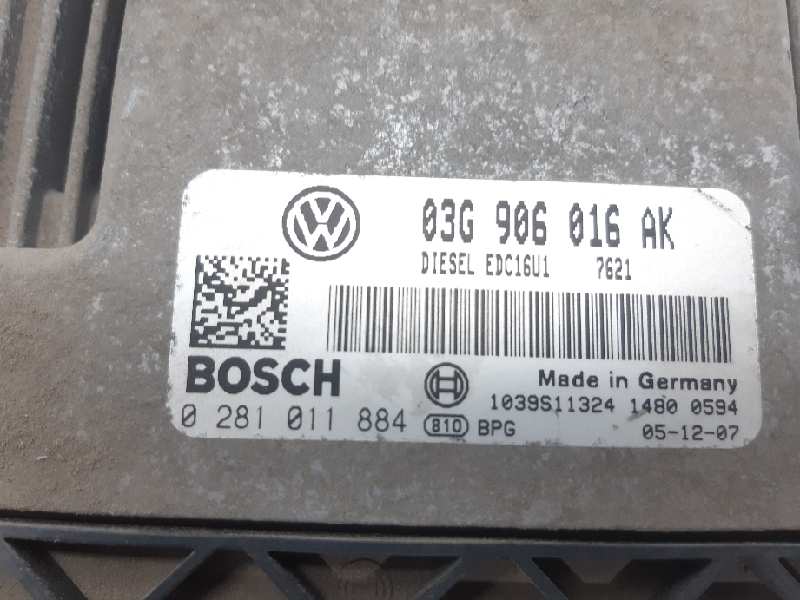 03G 906 016 AK
DIESEL EDC16U1 7621
BOSCH
Made in Germany
1039S11324 1480 0594
0 281 011 884 B10 BPG 05-12-07